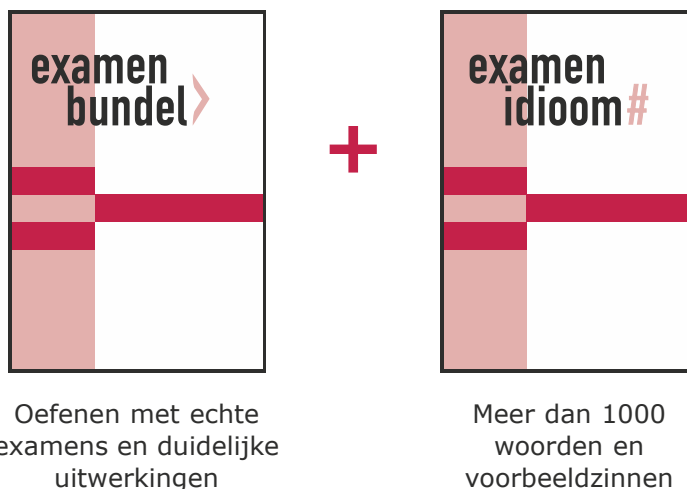 examen
bundel>
+
examen
idioom#
Oefenen met echte
examens en duidelijke
uitwerkingen
Meer dan 1000
woorden en
voorbeeldzinnen